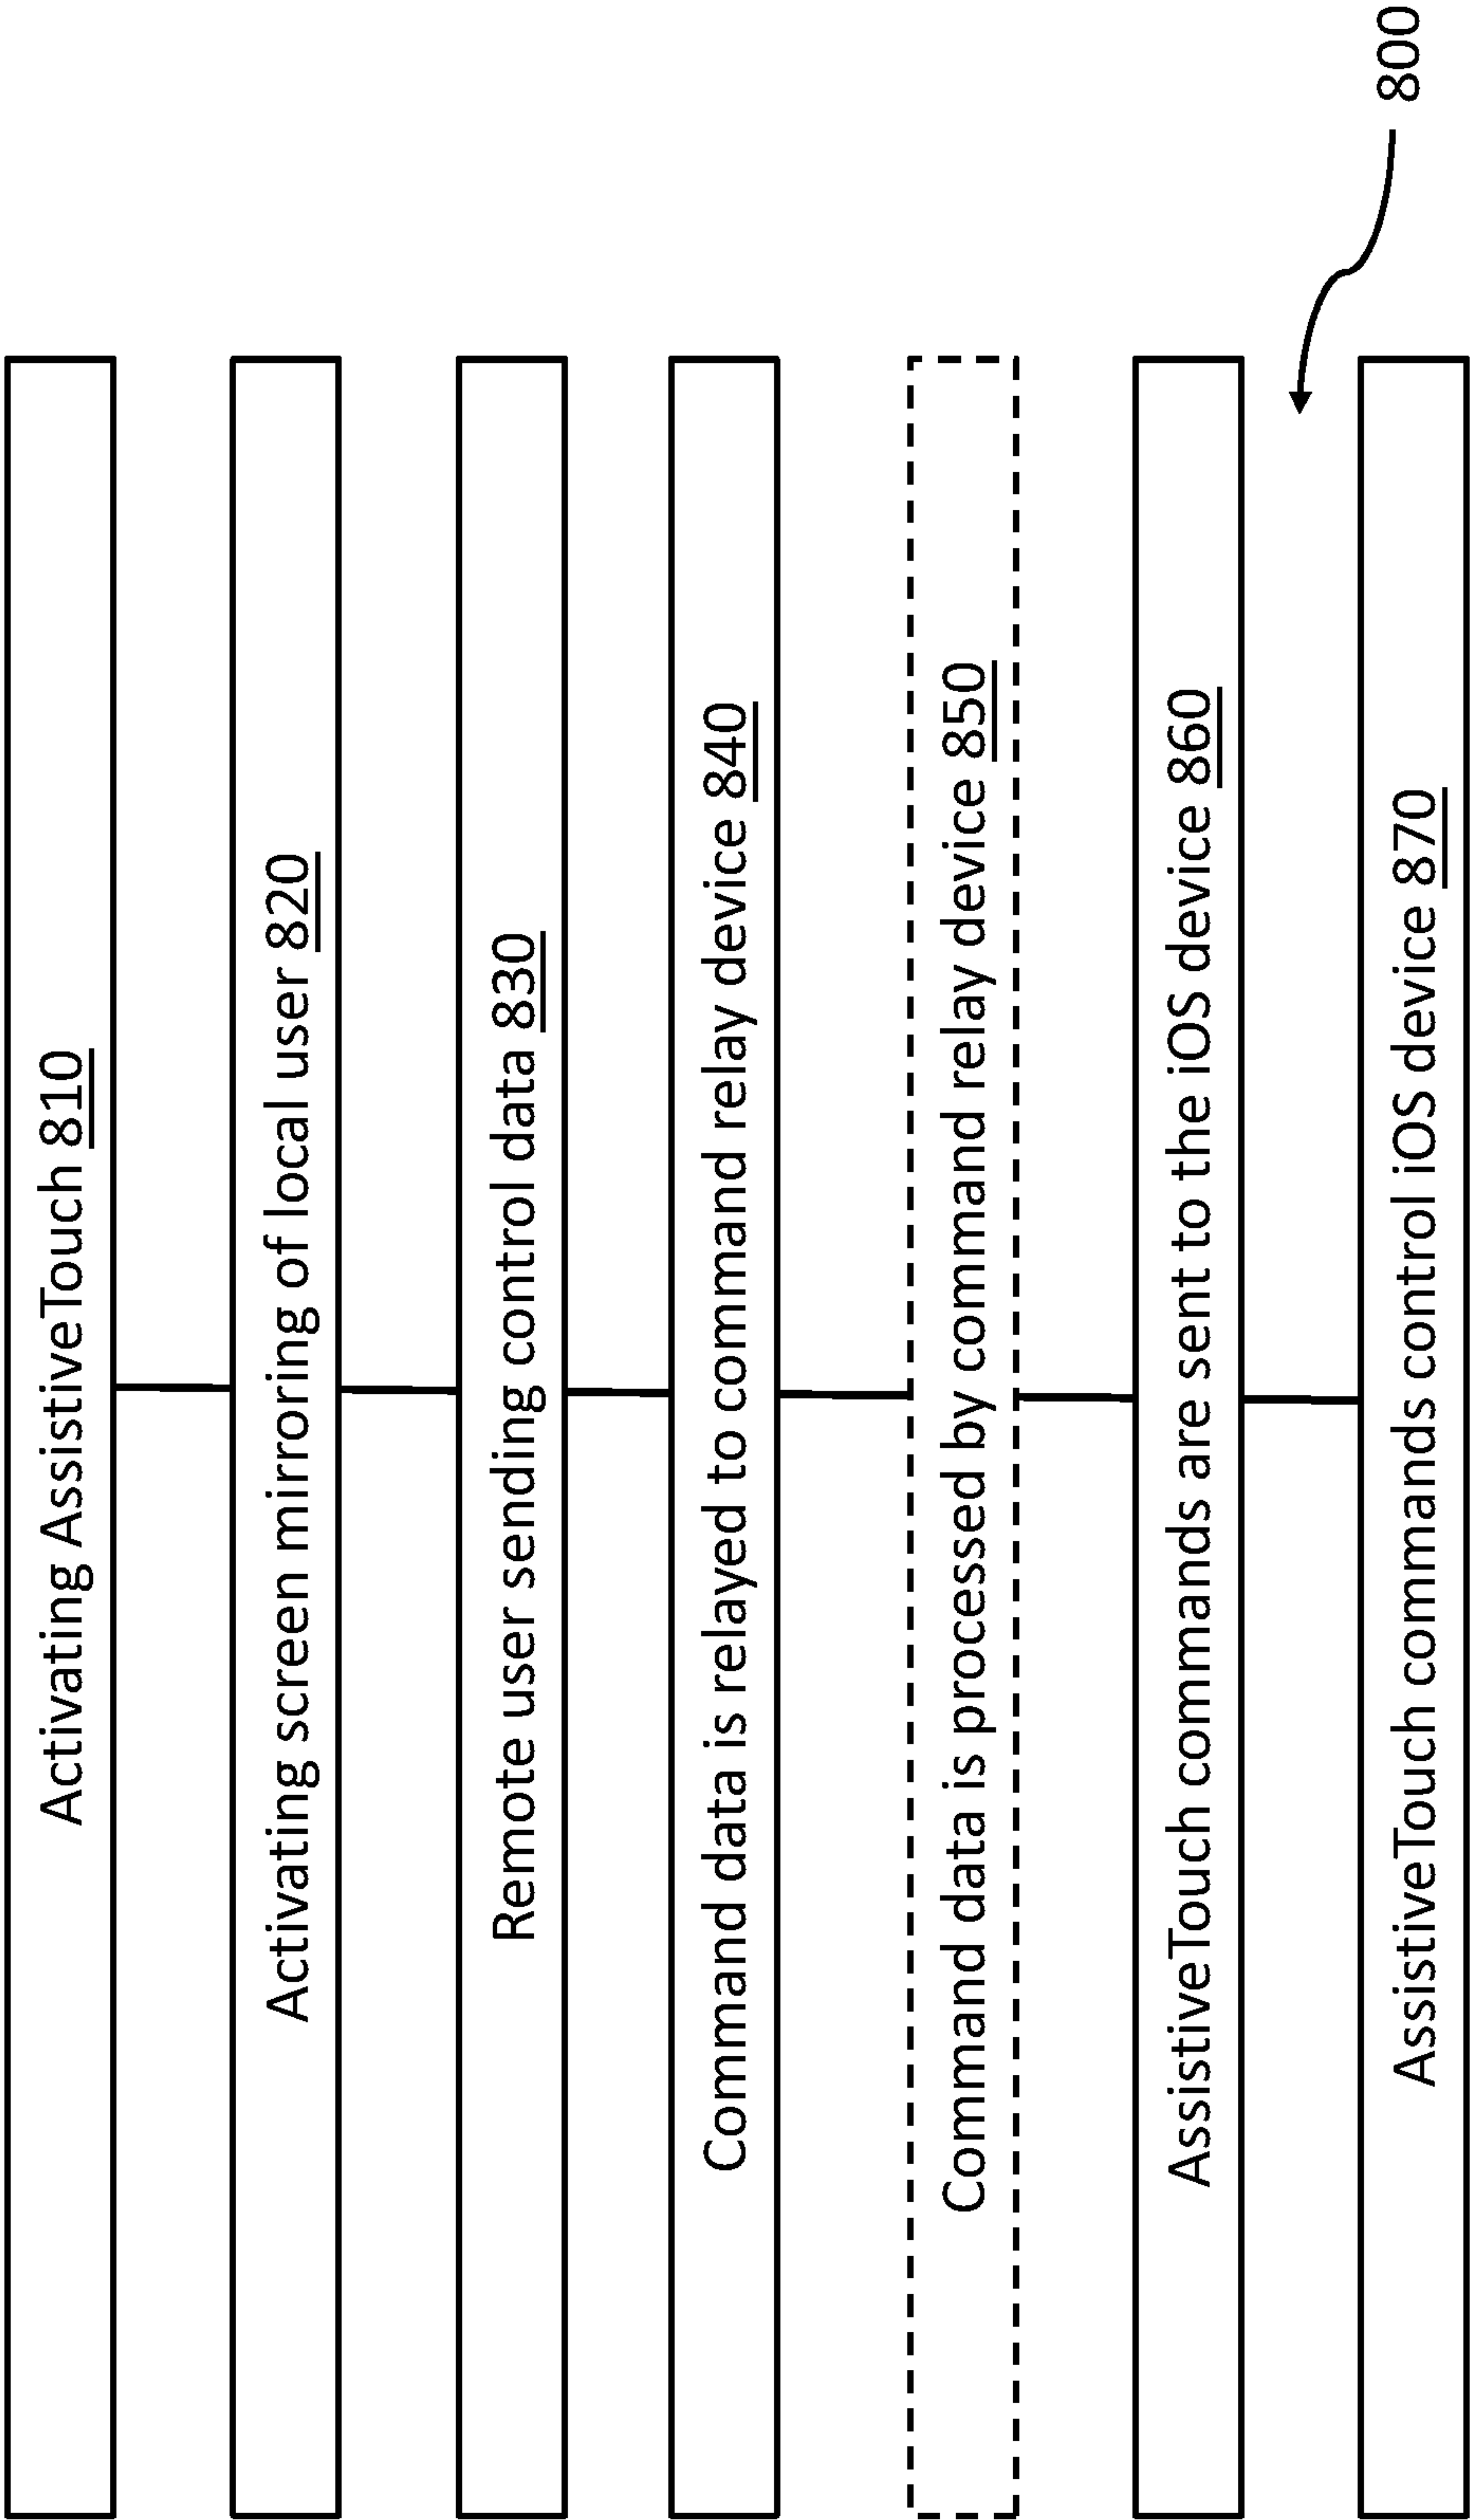 Activating AssistiveTouch 810
Activating screen mirroring of local user 820
Remote user sending control data 830
Command data is relayed to command relay device 840
Command data is processed by command relay device 850
AssistiveTouch commands are sent to the iOS device 860
AssistiveTouch commands control iOS device 870
800